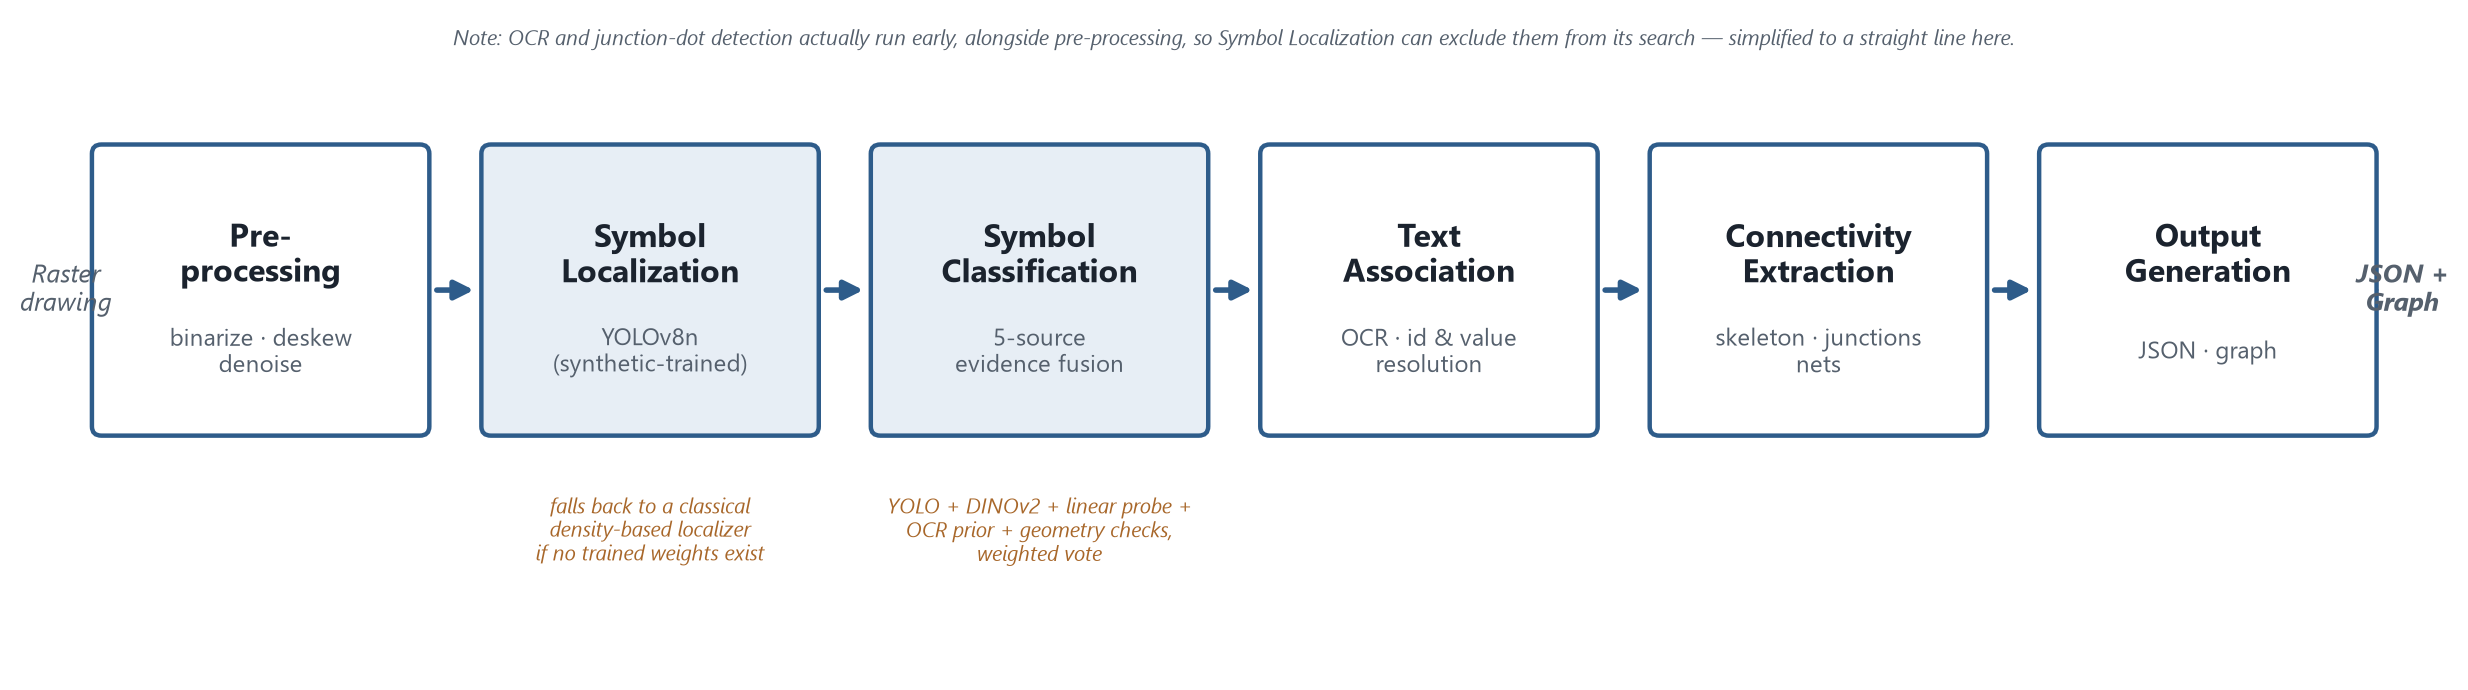 Note: OCR and junction-dot detection actually run early, alongside pre-processing, so Symbol Localization can exclude them from its search — simplified to a straight line here.
Raster
drawing
Pre-
processing
binarize · deskew
denoise
Symbol
Localization
YOLOv8n
(synthetic-trained)
falls back to a classical
density-based localizer
if no trained weights exist
Symbol
Classification
5-source
evidence fusion
YOLO + DINOv2 + linear probe +
OCR prior + geometry checks,
weighted vote
Text
Association
OCR · id & value
resolution
Connectivity
Extraction
skeleton · junctions
nets
Output
Generation
JSON · graph
JSON +
Graph